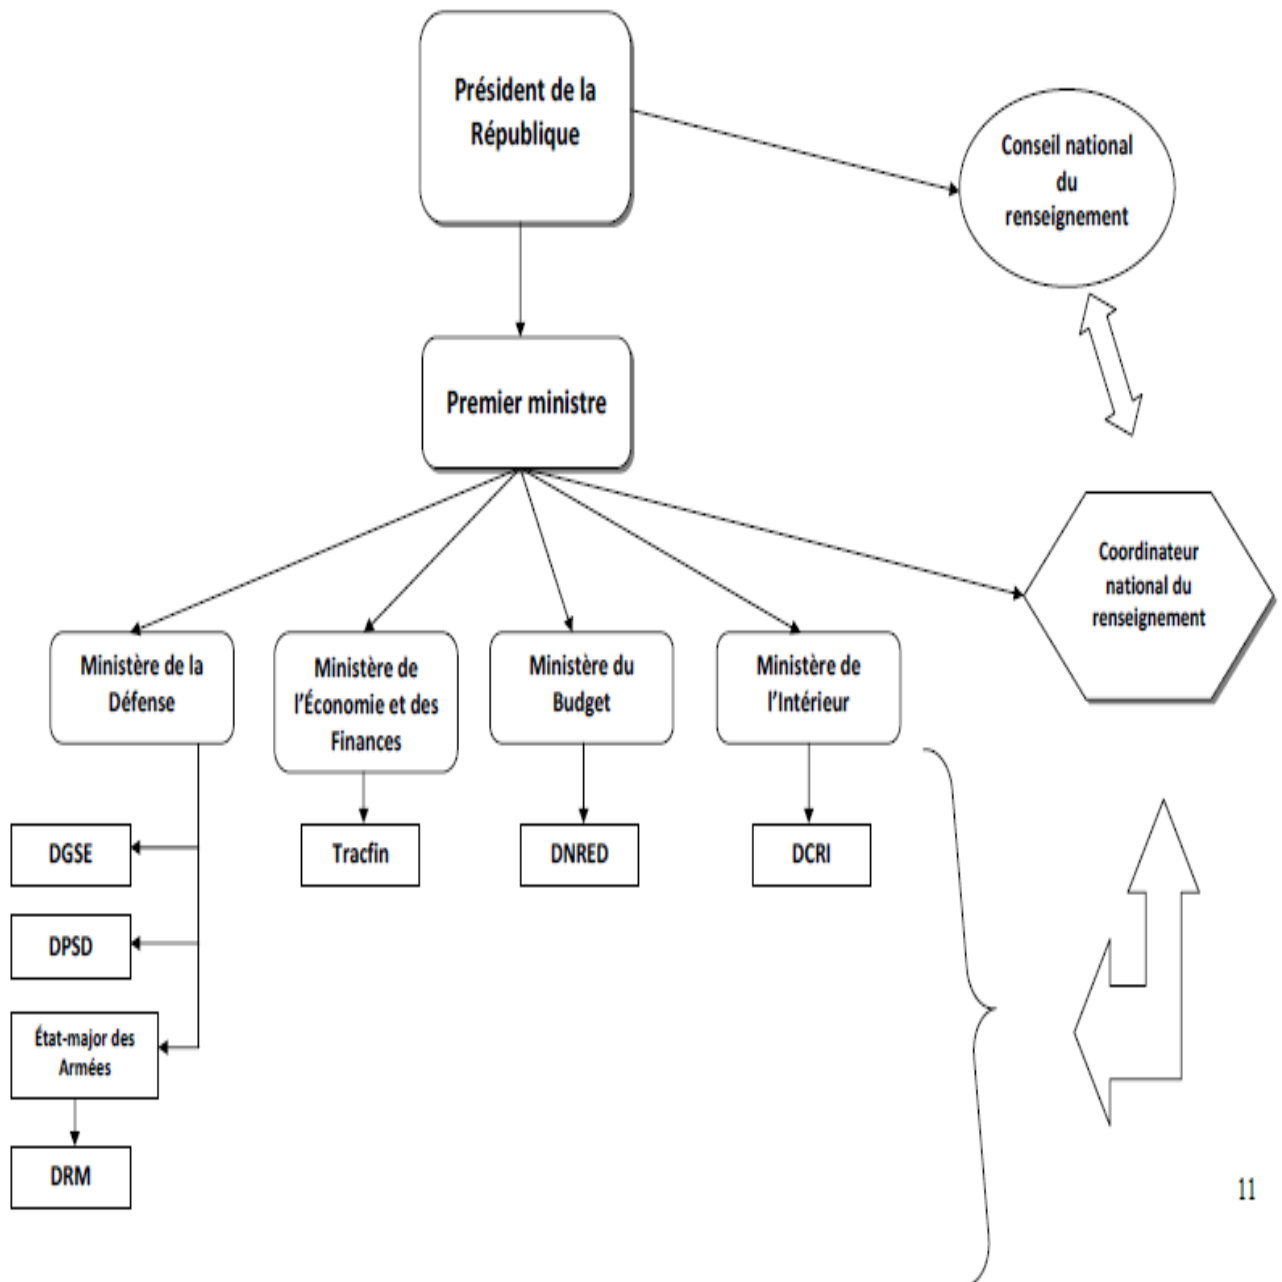 Président de la
République
Conseil national
du
renseignement
Premier ministre
Coordinateur
national du
renseignement
Ministère de la
Défense
Ministère de
l'Économie et des
Finances
Ministère du
Budget
Ministère de
l'Intérieur
DGSE
Tracfin
DNRED
DCRI
DPSD
État-major des
Armées
DRM
11